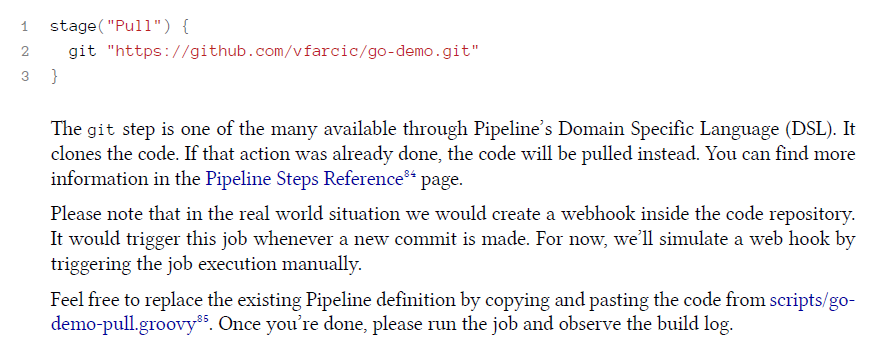 1 stage("Pull") {
2 git "https://github.com/vfarcic/go-demo.git"
3 }
The git step is one of the many available through Pipeline’s Domain Specific Language (DSL). It
clones the code. If that action was already done, the code will be pulled instead. You can find more
information in the Pipeline Steps Reference⁸⁴ page.
Please note that in the real world situation we would create a webhook inside the code repository.
It would trigger this job whenever a new commit is made. For now, we’ll simulate a web hook by
triggering the job execution manually.
Feel free to replace the existing Pipeline definition by copying and pasting the code from scripts/go-
demo-pull.groovy⁸⁵. Once you’re done, please run the job and observe the build log.